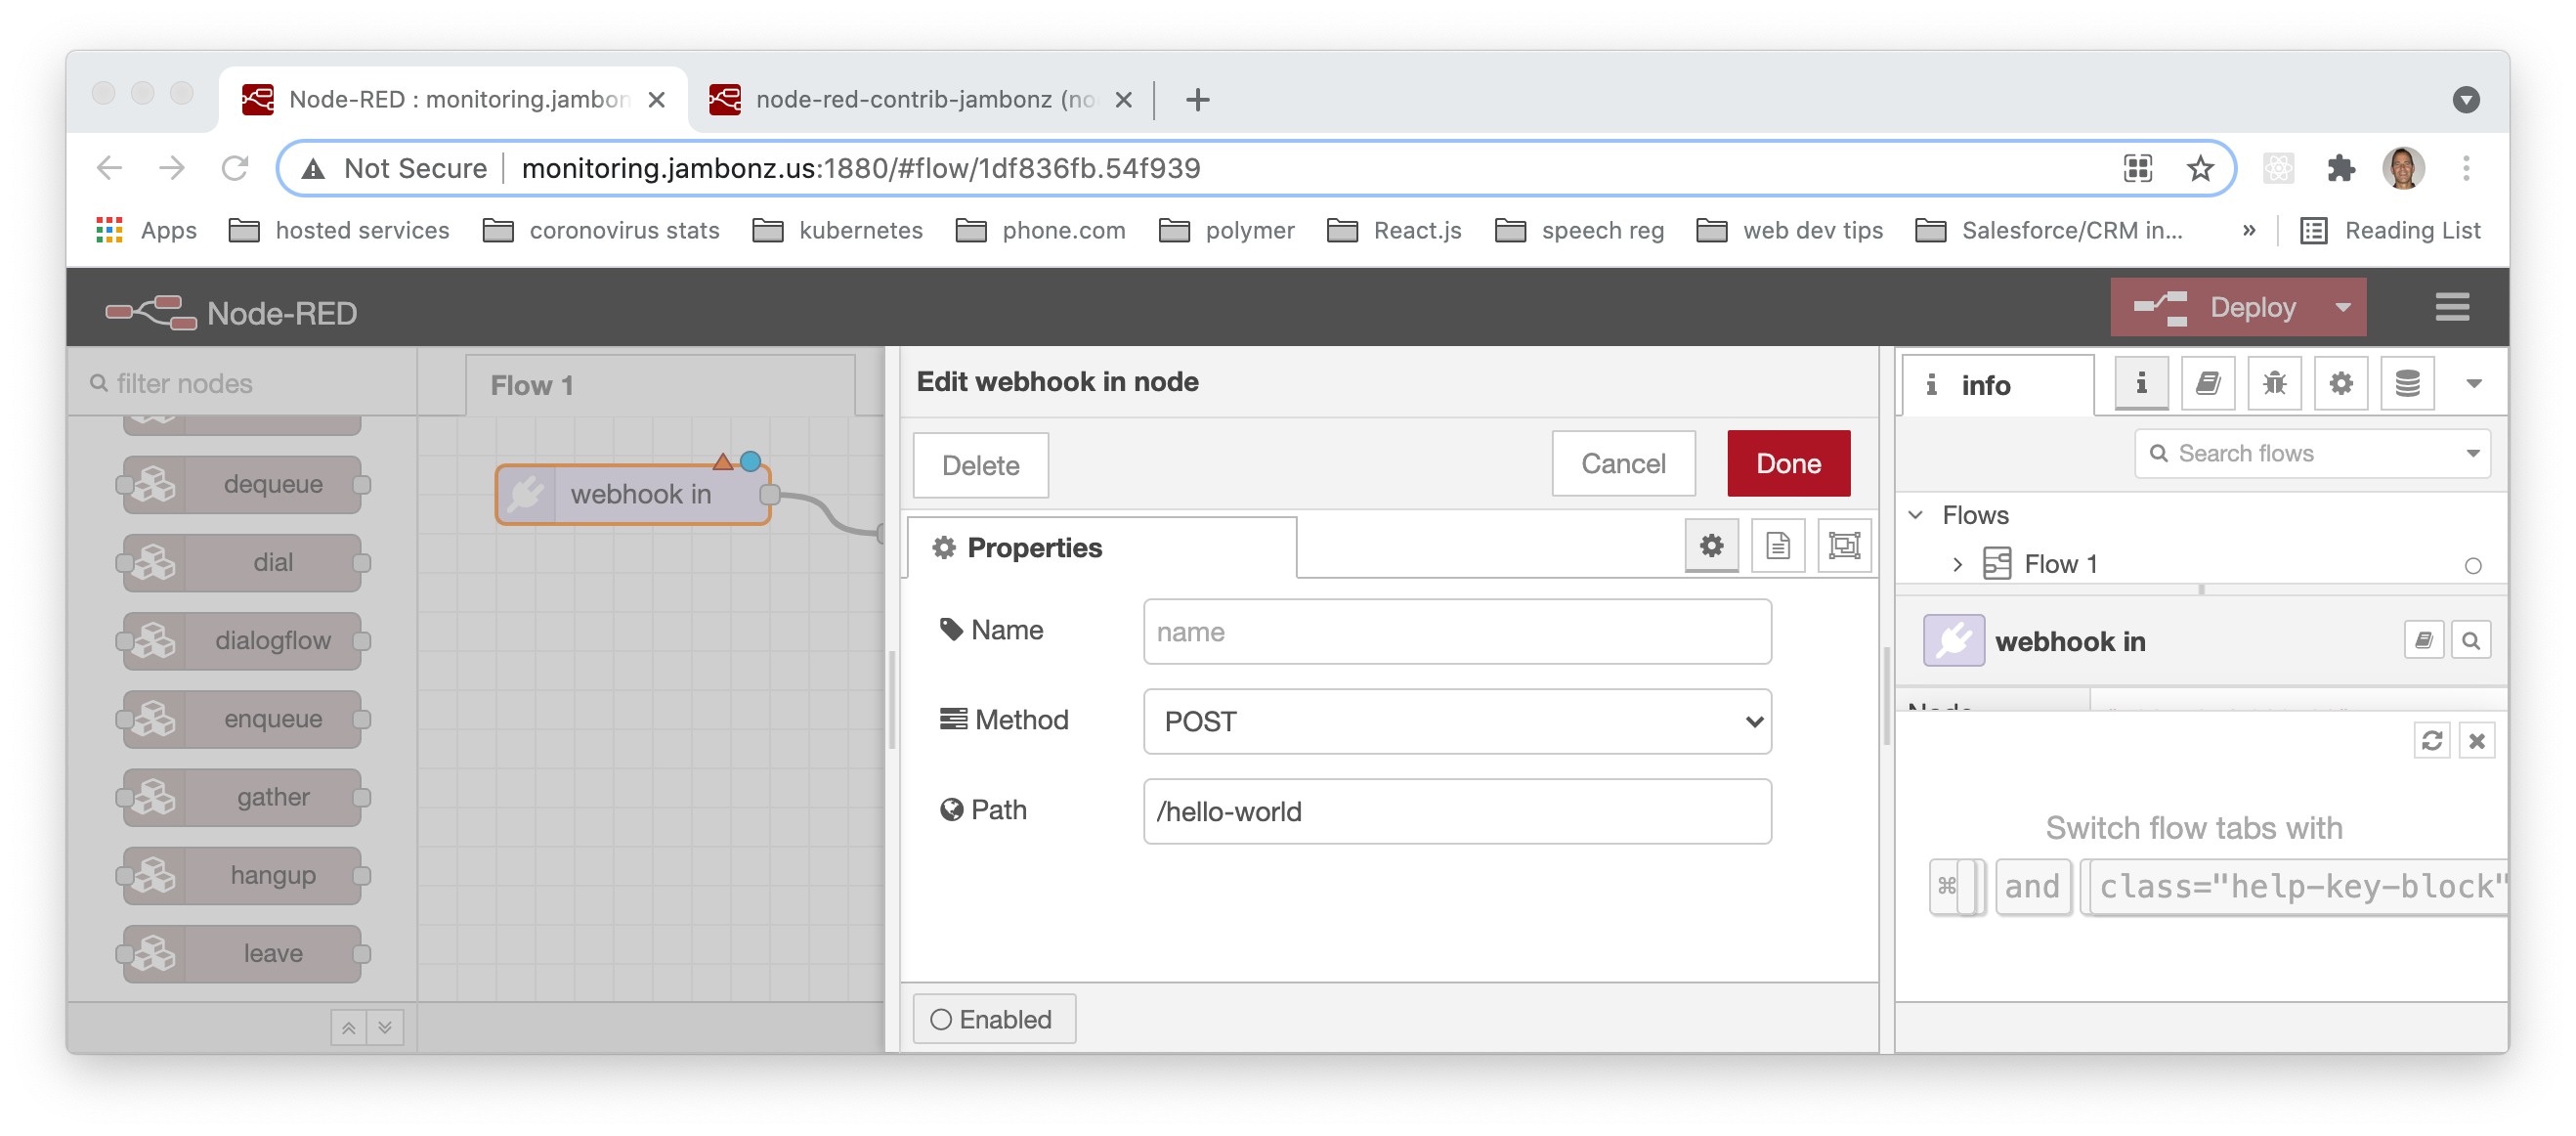 Node-RED : monitoring.jambon
node-red-contrib-jambonz (no
Not Secure
monitoring.jambonz.us:1880/#flow/1df836fb.54f939
Apps
hosted services
coronovirus stats
kubernetes
phone.com
polymer
React.js
speech reg
web dev tips
Salesforce/CRM in...
»
Reading List
Node-RED
Deploy
filter nodes
dequeue
dial
dialogflow
enqueue
gather
hangup
leave
Flow 1
webhook in
Edit webhook in node
Delete
Cancel
Done
Properties
Name
name
Method
POST
Path
/hello-world
Enabled
i info
i
Search flows
Flows
Flow 1
webhook in
Node
Switch flow tabs with
⌘ and class="help-key-block"